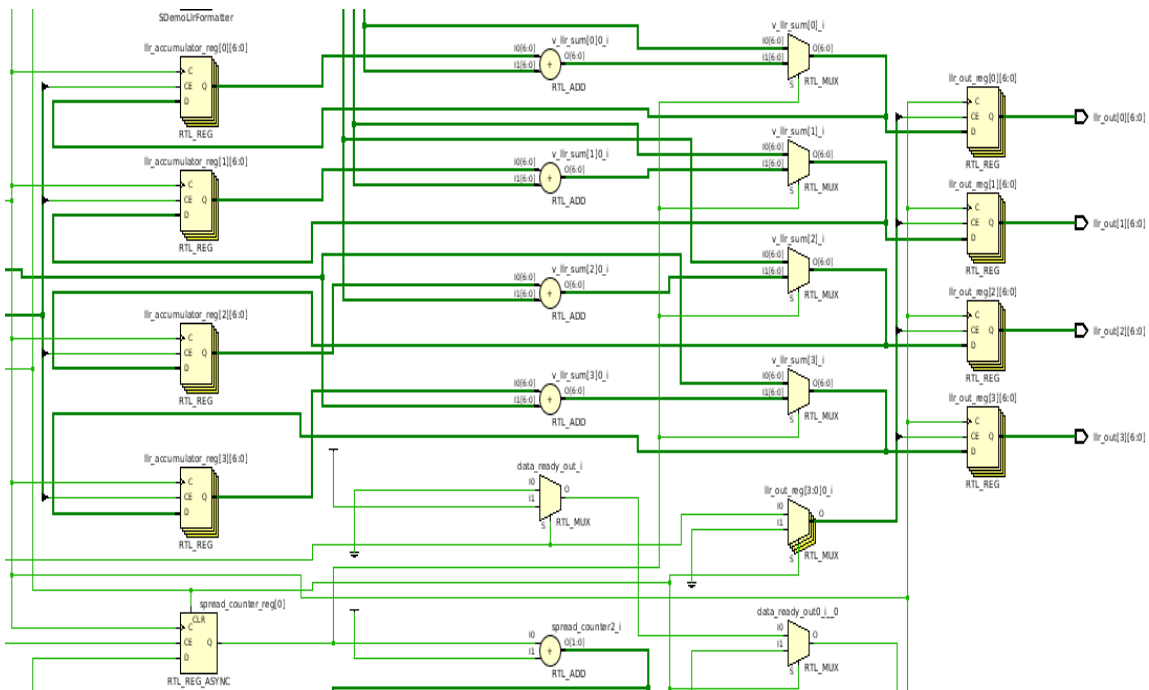 SDemoLlrFormatter
llr_accumulator_reg[0][6:0]
C
CE
Q
D
RTL_REG
v_llr_sum[0]0_i
I0[6:0]
I1[6:0]
O[6:0]
+
RTL_ADD
v_llr_sum[0]_i
I0[6:0]
I1[6:0]
O[6:0]
S
RTL_MUX
llr_out_reg[0][6:0]
C
CE
Q
D
RTL_REG
llr_out[0][6:0]
llr_accumulator_reg[1][6:0]
C
CE
Q
D
RTL_REG
v_llr_sum[1]0_i
I0[6:0]
I1[6:0]
O[6:0]
+
RTL_ADD
v_llr_sum[1]_i
I0[6:0]
I1[6:0]
O[6:0]
S
RTL_MUX
llr_out_reg[1][6:0]
C
CE
Q
D
RTL_REG
llr_out[1][6:0]
v_llr_sum[2]0_i
I0[6:0]
I1[6:0]
O[6:0]
+
RTL_ADD
v_llr_sum[2]_i
I0[6:0]
I1[6:0]
O[6:0]
S
RTL_MUX
llr_out_reg[2][6:0]
C
CE
Q
D
RTL_REG
llr_out[2][6:0]
llr_accumulator_reg[2][6:0]
C
CE
Q
D
RTL_REG
v_llr_sum[3]0_i
I0[6:0]
I1[6:0]
O[6:0]
+
RTL_ADD
v_llr_sum[3]_i
I0[6:0]
I1[6:0]
O[6:0]
S
RTL_MUX
llr_out_reg[3][6:0]
C
CE
Q
D
RTL_REG
llr_out[3][6:0]
llr_accumulator_reg[3][6:0]
C
CE
Q
D
RTL_REG
data_ready_out_i
I0
I1
O
S
RTL_MUX
llr_out_reg[3:0]0_i
I0
I1
O
S
RTL_MUX
spread_counter_reg[0]
CLR
C
CE
Q
D
RTL_REG_ASYNC
spread_counter2_i
I0
I1
O[1:0]
+
RTL_ADD
data_ready_out0_i__0
I0
I1
O
S
RTL_MUX